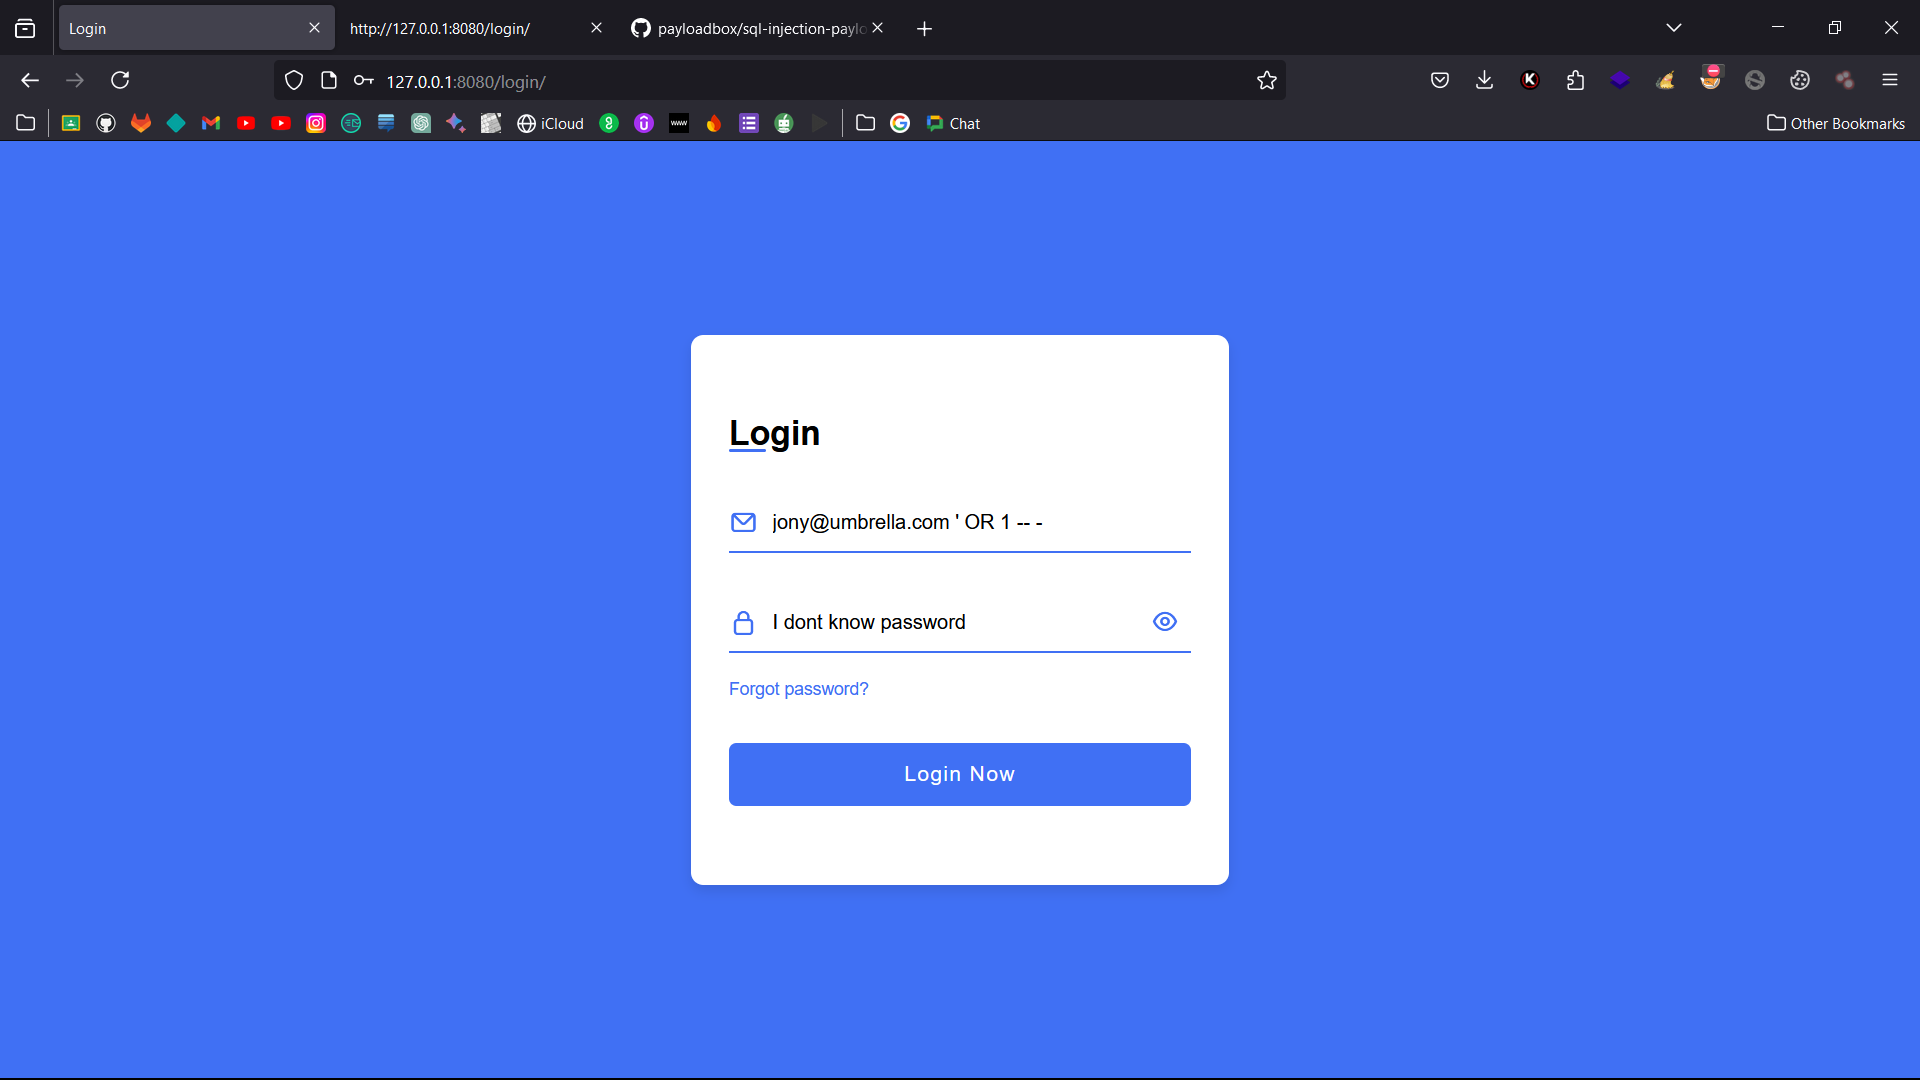 Login
http://127.0.0.1:8080/login/
payloadbox/sql-injection-paylo
127.0.0.1:8080/login/
iCloud
Chat
Other Bookmarks
Login
jony@umbrella.com ' OR 1 -- -
I dont know password
Forgot password?
Login Now